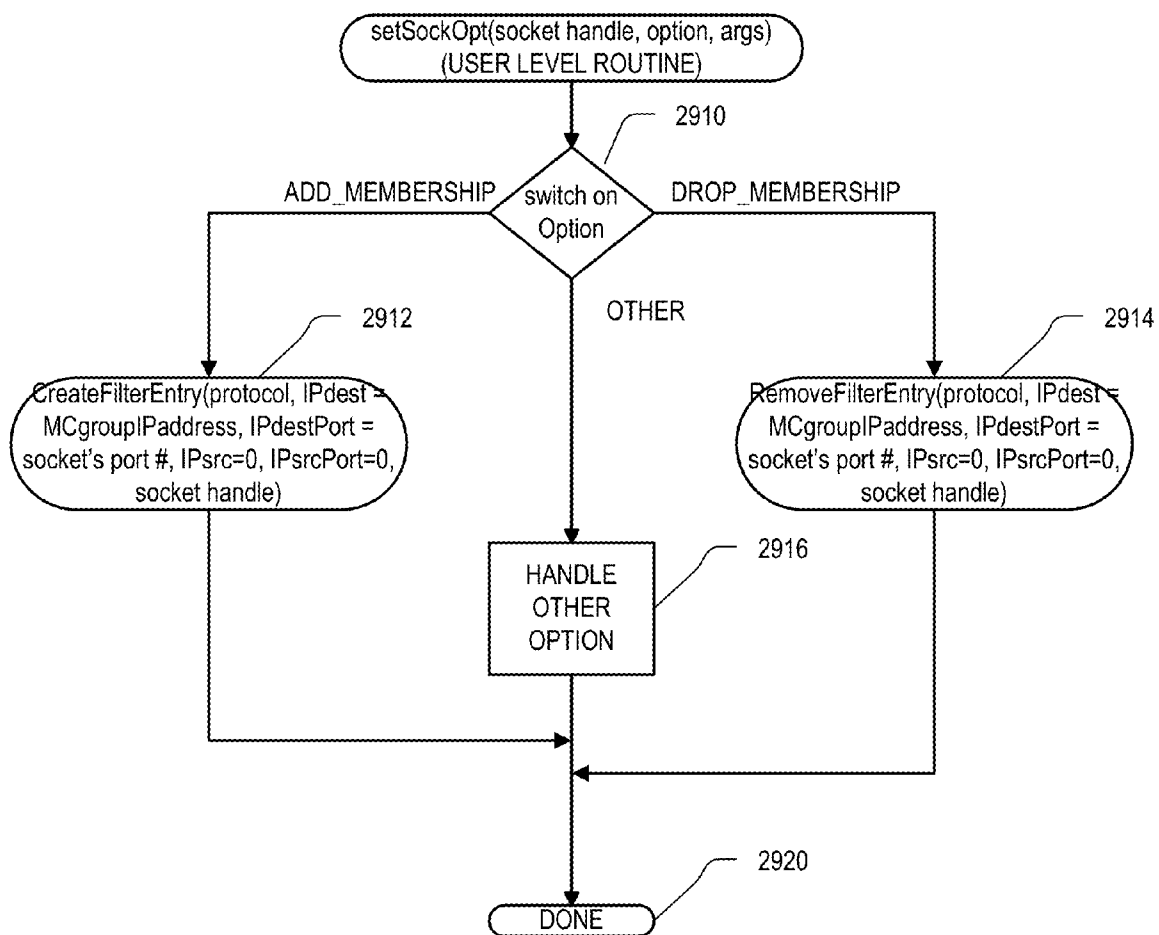 setSockOpt(socket handle, option, args)
(USER LEVEL ROUTINE)
2910
ADD_MEMBERSHIP
switch on
Option
DROP_MEMBERSHIP
OTHER
2912
2914
CreateFilterEntry(protocol, IPdest =
MCgroupIPaddress, IPdestPort =
socket's port #, IPsrc=0, IPsrcPort=0,
socket handle)
RemoveFilterEntry(protocol, IPdest =
MCgroupIPaddress, IPdestPort =
socket's port #, IPsrc=0, IPsrcPort=0,
socket handle)
2916
HANDLE
OTHER
OPTION
2920
DONE